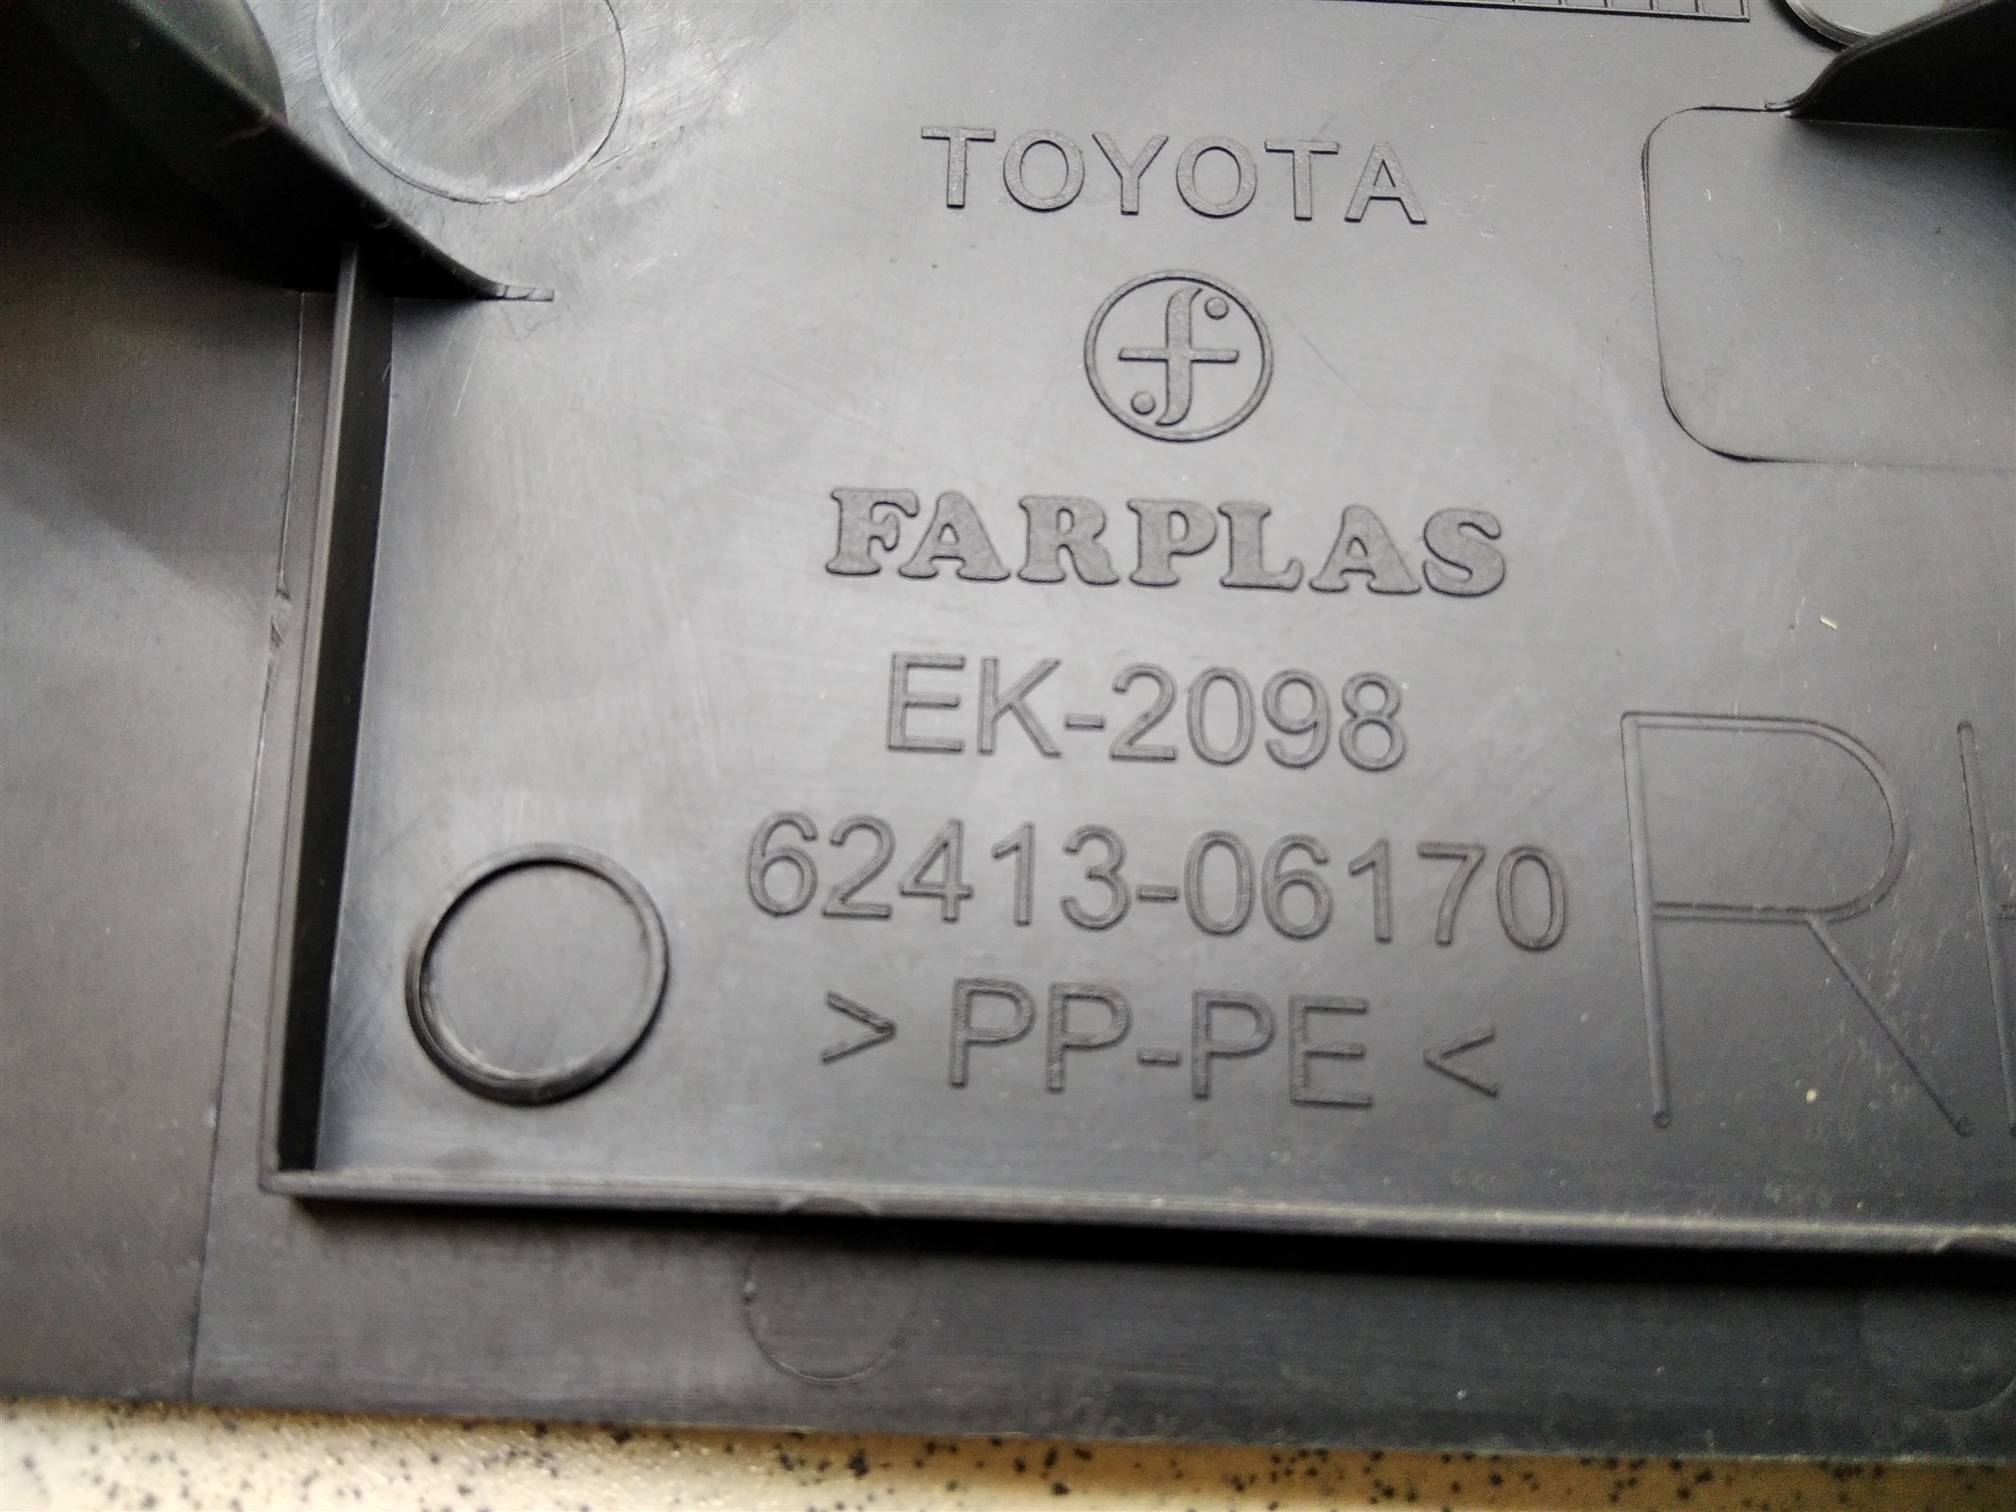 TOYOTA
f
FARPLAS
EK-2098
62413-06170
> PP-PE <